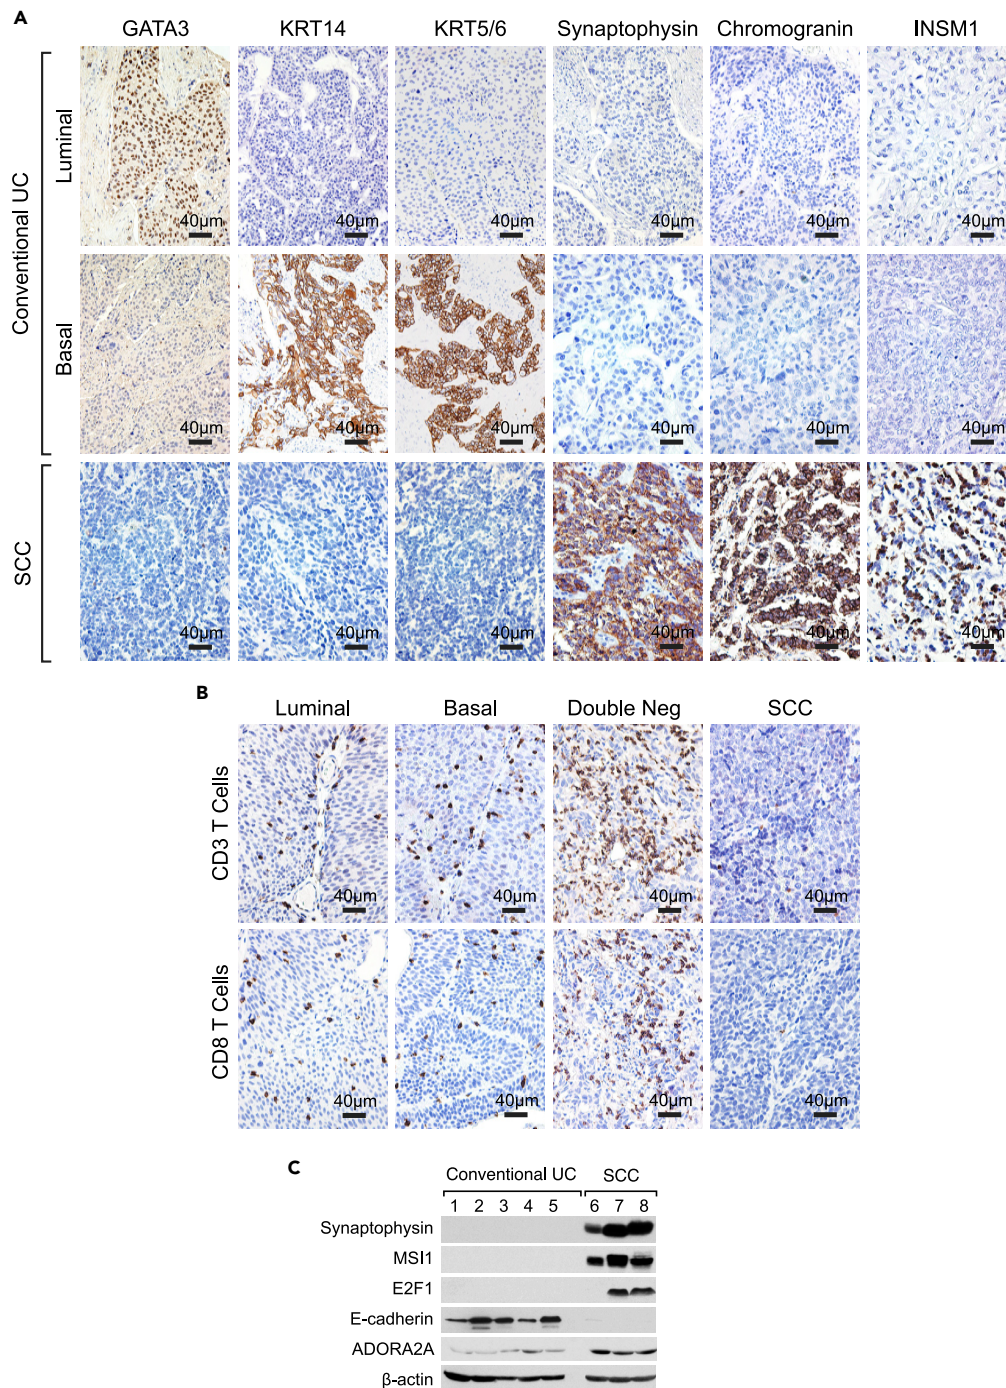 A
GATA3 KRT14 KRT5/6 Synaptophysin Chromogranin INSM1
Conventional UC
Luminal
40µm 40µm 40µm 40µm 40µm 40µm
Basal
40µm 40µm 40µm 40µm 40µm 40µm
SCC
40µm 40µm 40µm 40µm 40µm 40µm
B
Luminal Basal Double Neg SCC
CD3 T Cells
40µm 40µm 40µm 40µm
CD8 T Cells
40µm 40µm 40µm 40µm
C
Conventional UC SCC
1 2 3 4 5 6 7 8
Synaptophysin
MSI1
E2F1
E-cadherin
ADORA2A
β-actin